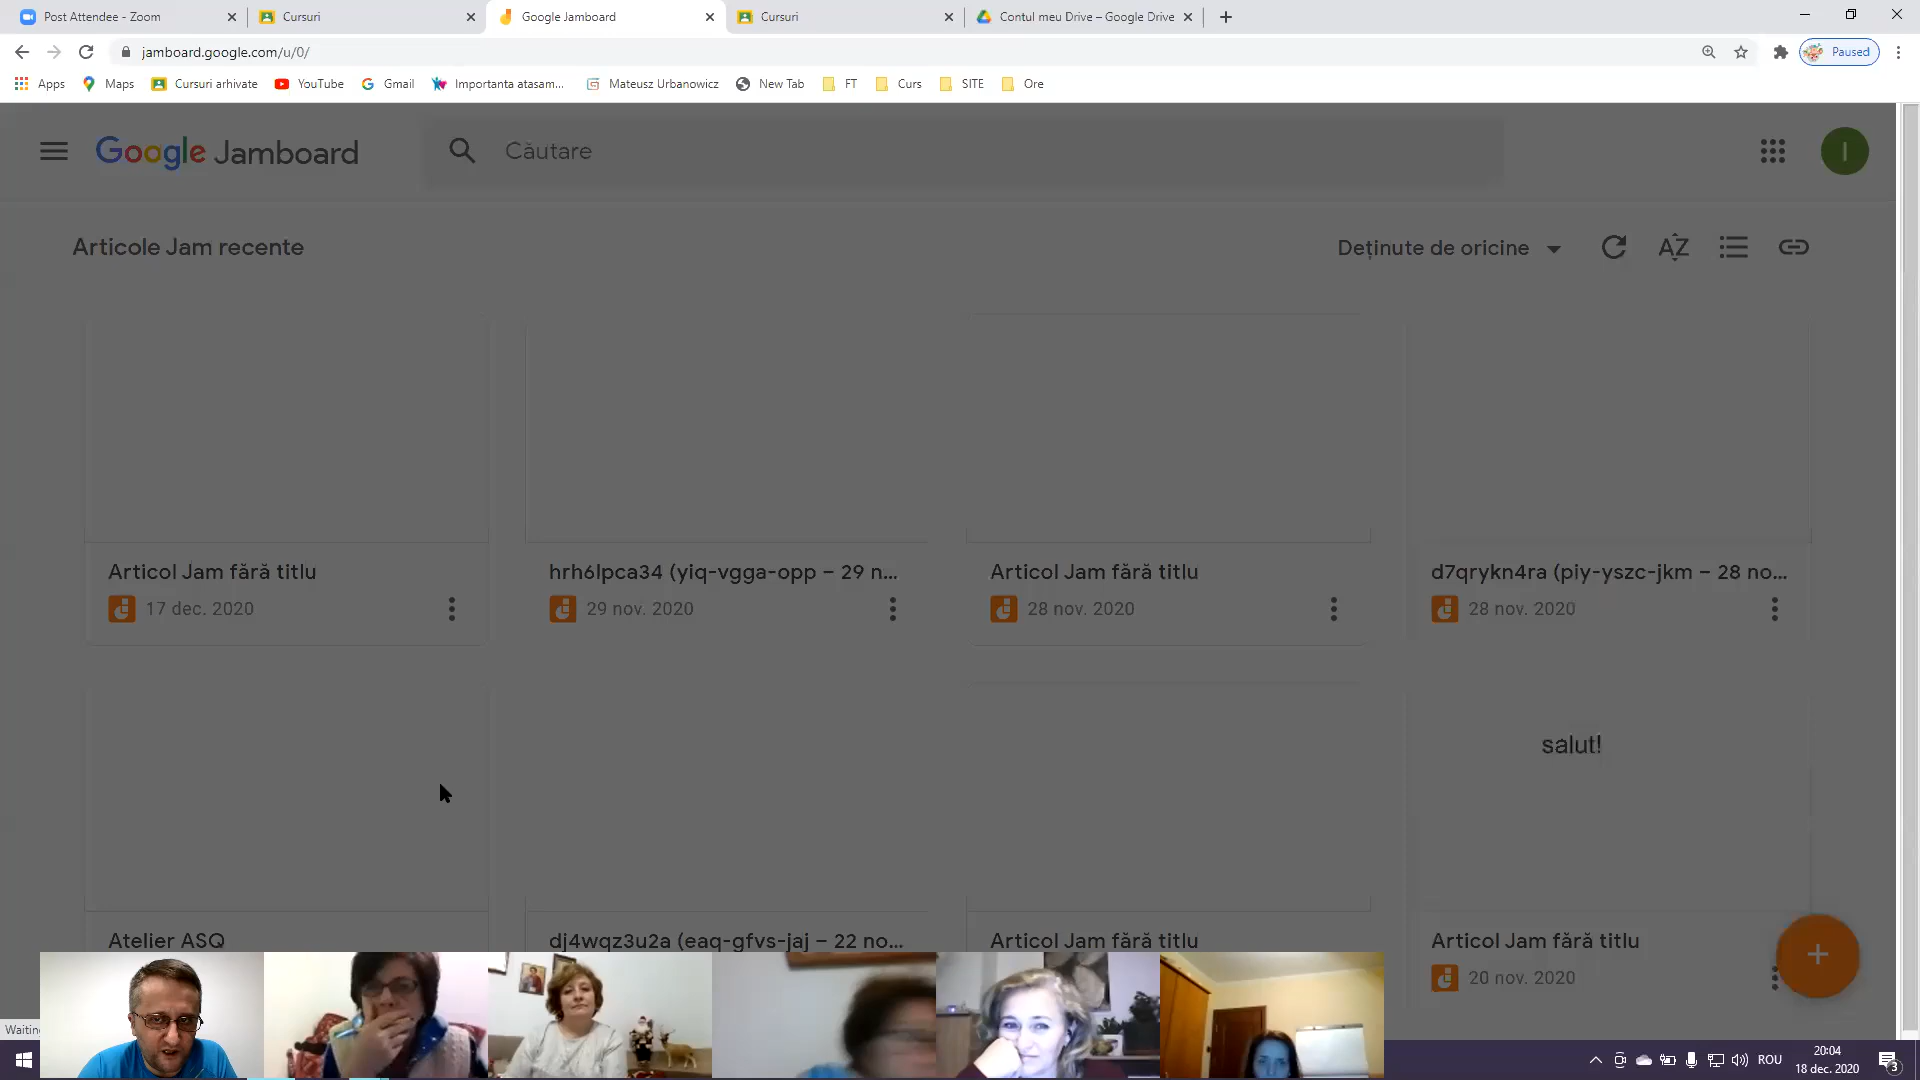 Post Attendee - Zoom
Cursuri
Google Jamboard
Cursuri
Contul meu Drive – Google Drive
jamboard.google.com/u/0/
Paused
Apps
Maps
Cursuri arhivate
YouTube
Gmail
Importanta atasam...
Mateusz Urbanowicz
New Tab
FT
Curs
SITE
Ore
Google Jamboard
Căutare
I
Articole Jam recente
Deținute de oricine
AZ
Articol Jam fără titlu
17 dec. 2020
hrh6lpca34 (yiq-vgga-opp – 29 n...
29 nov. 2020
Articol Jam fără titlu
28 nov. 2020
d7qrykn4ra (piy-yszc-jkm – 28 no...
28 nov. 2020
salut!
Atelier ASQ
dj4wqz3u2a (eaq-gfvs-jaj – 22 no...
Articol Jam fără titlu
Articol Jam fără titlu
20 nov. 2020
Waitin
ROU
20:04
18 dec. 2020
3